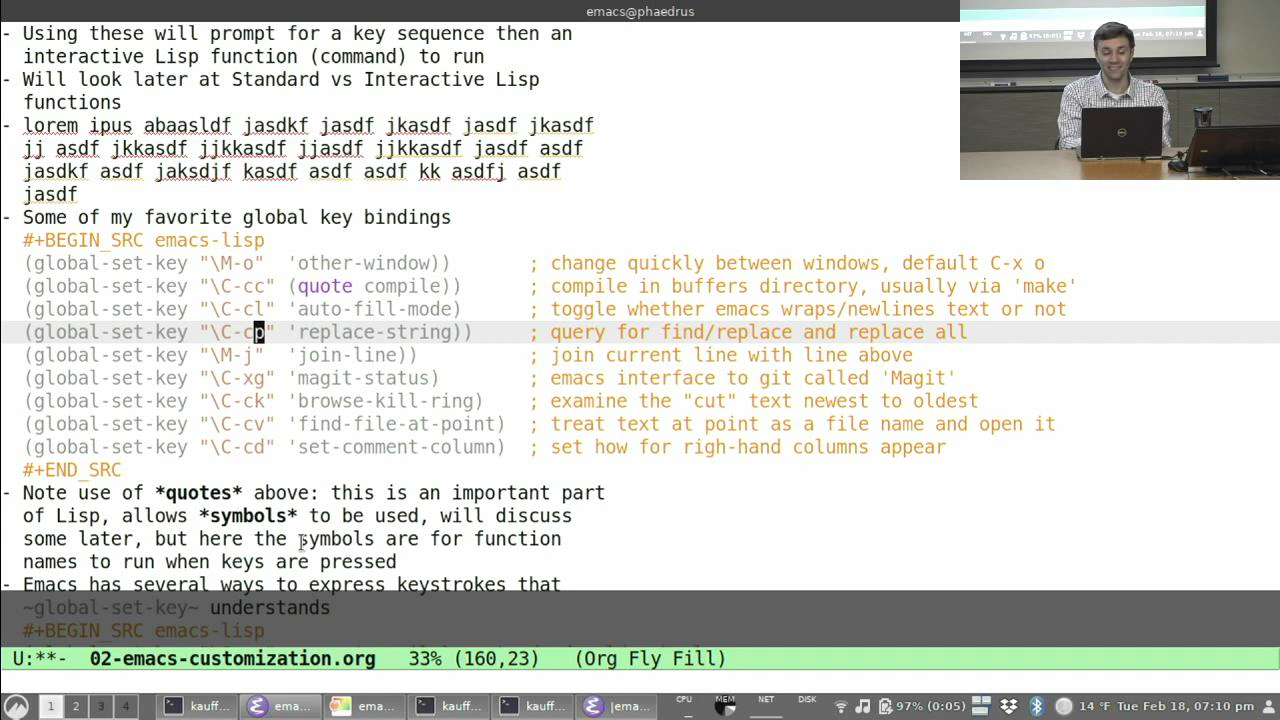 emacs@phaedrus
- Using these will prompt for a key sequence then an
interactive Lisp function (command) to run
- Will look later at Standard vs Interactive Lisp
functions
- lorem ipus abaasldf jasdkf jasdf jkasdf jasdf jkasdf
jj asdf jkkasdf jjkkasdf jjasdf jjkkasdf jasdf asdf
jasdkf asdf jaksdjf kasdf asdf asdf kk asdfj asdf
jasdf
- Some of my favorite global key bindings
#+BEGIN_SRC emacs-lisp
(global-set-key "\M-o" 'other-window)) ; change quickly between windows, default C-x o
(global-set-key "\C-cc" (quote compile)) ; compile in buffers directory, usually via 'make'
(global-set-key "\C-cl" 'auto-fill-mode) ; toggle whether emacs wraps/newlines text or not
(global-set-key "\C-cp" 'replace-string)) ; query for find/replace and replace all
(global-set-key "\M-j" 'join-line)) ; join current line with line above
(global-set-key "\C-xg" 'magit-status) ; emacs interface to git called 'Magit'
(global-set-key "\C-ck" 'browse-kill-ring) ; examine the "cut" text newest to oldest
(global-set-key "\C-cv" 'find-file-at-point) ; treat text at point as a file name and open it
(global-set-key "\C-cd" 'set-comment-column) ; set how for righ-hand columns appear
#+END_SRC
- Note use of *quotes* above: this is an important part
of Lisp, allows *symbols* to be used, will discuss
some later, but here the symbols are for function
names to run when keys are pressed
- Emacs has several ways to express keystrokes that
~global-set-key~ understands
#+BEGIN_SRC emacs-lisp
U:**- 02-emacs-customization.org 33% (160,23) (Org Fly Fill)
1 2 3 4 kauff... ema... ema... kauff... kauff... |ema... CPU MEM NET DISK 97% (0:05) 14 °F Tue Feb 18, 07:10 pm